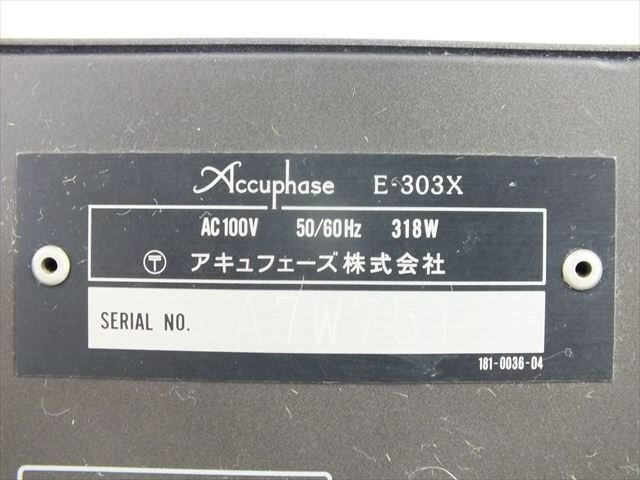 Accuphase E-303X
AC100V 50/60Hz 318W
〒 アキュフェーズ株式会社
SERIAL NO. A7W751
181-0036-04